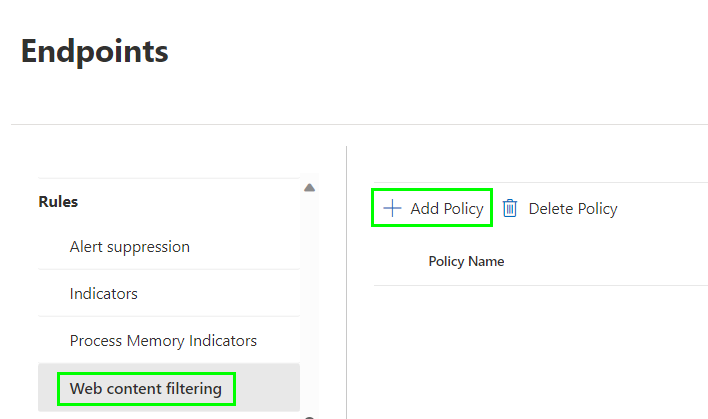 Endpoints
Rules
Alert suppression
Indicators
Process Memory Indicators
Web content filtering
Add Policy
Delete Policy
Policy Name